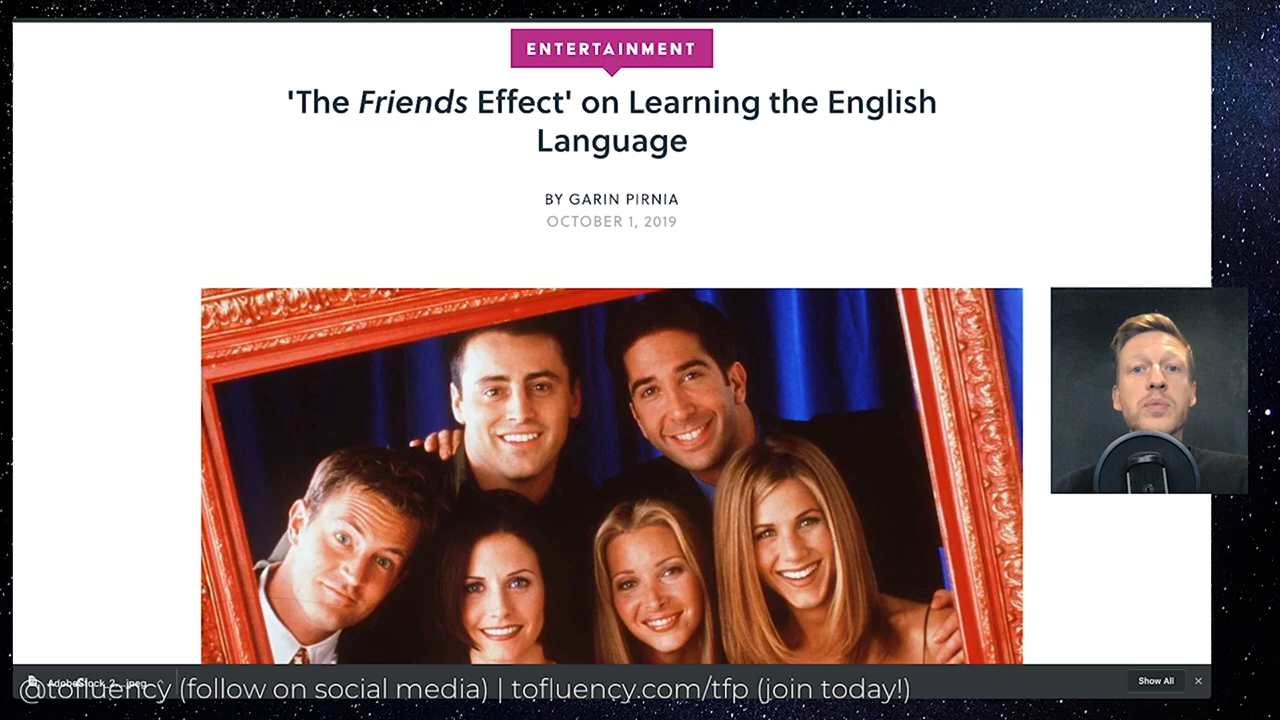 ENTERTAINMENT
'The Friends Effect' on Learning the English
Language
BY GARIN PIRNIA
OCTOBER 1, 2019
Show All
@tofluency (follow on social media) | tofluency.com/tfp (join today!)